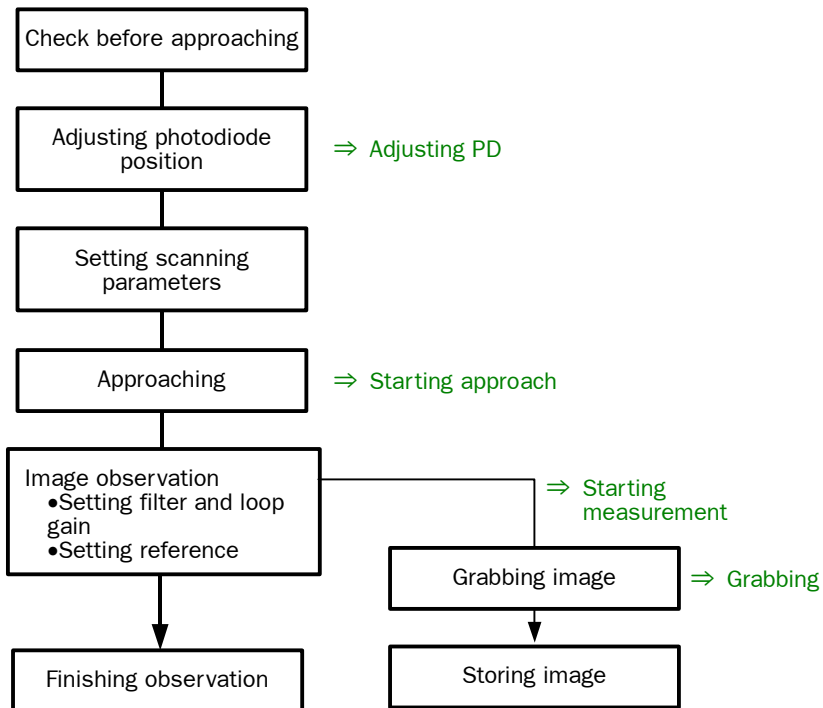 Check before approaching
Adjusting photodiode
position
⇒ Adjusting PD
Setting scanning
parameters
Approaching
⇒ Starting approach
Image observation
•Setting filter and loop
gain
•Setting reference
⇒ Starting
measurement
Grabbing image
⇒ Grabbing
Finishing observation
Storing image